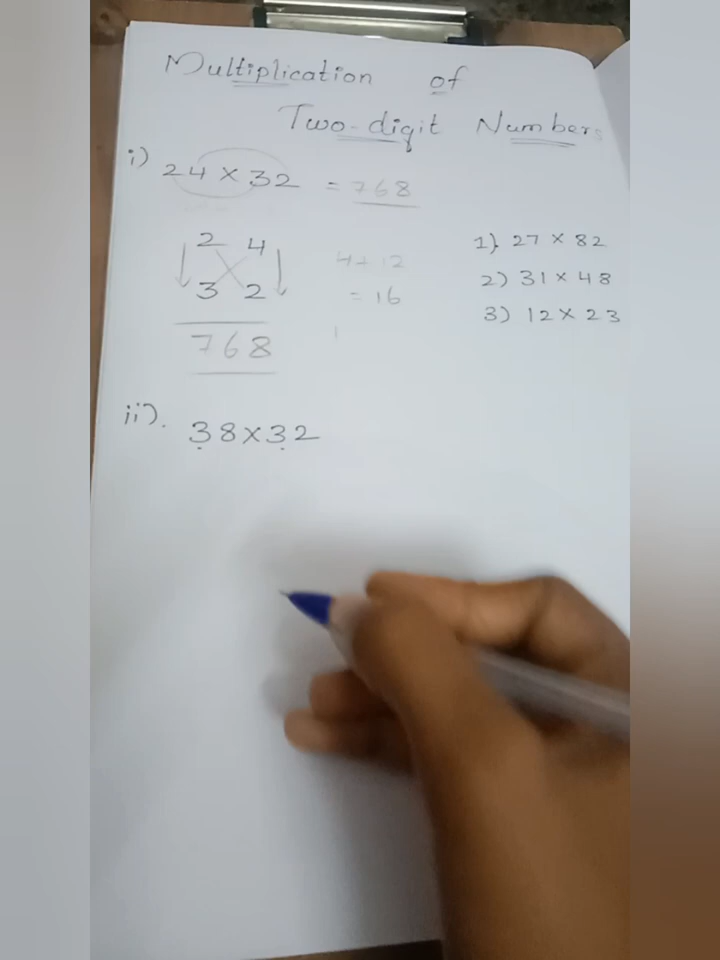 Multiplication of
Two-digit Numbers
i) 24 × 32 = 768
2 4
3 2
768
4 + 12
= 16
1
1) 27 × 82
2) 31 × 48
3) 12 × 23
ii). 38 × 32